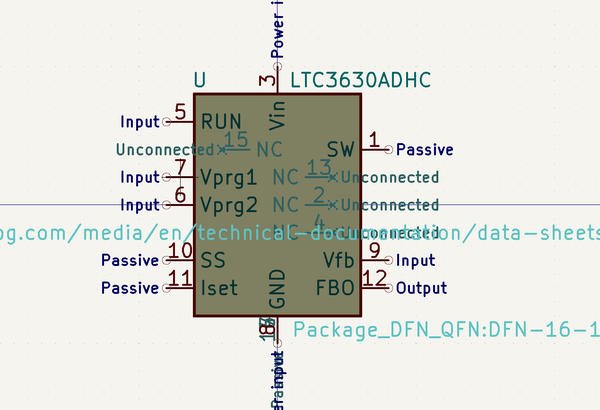 Power i
3
U LTC3630ADHC
Vin
Input 5 RUN
Unconnected 15 NC SW 1 Passive
Input 7 Vprg1 NC 13 Unconnected
Input 6 Vprg2 NC 2 Unconnected
og.com/media/en/technical-documentation/data-sheets
NC 4 connected
Passive 10 SS Vfb 9 Input
Passive 11 Iset FBO 12 Output
GND
Package_DFN_QFN:DFN-16-1